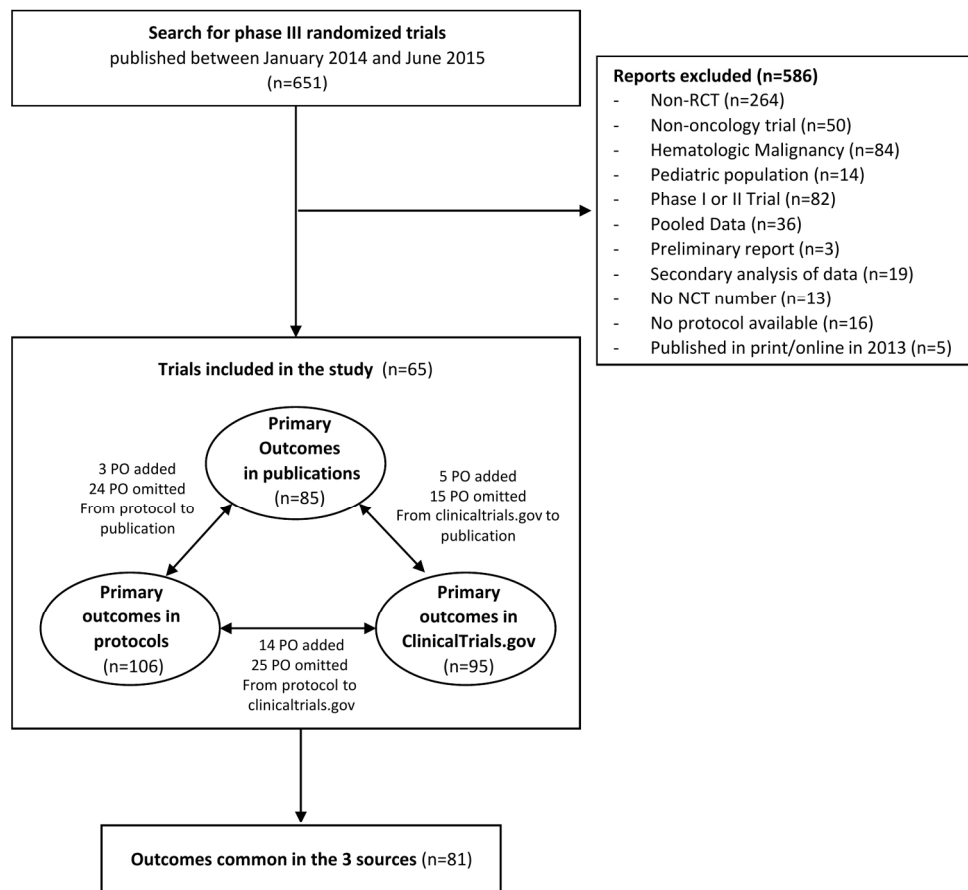 Search for phase III randomized trials
published between January 2014 and June 2015
(n=651)
Reports excluded (n=586)
- Non-RCT (n=264)
- Non-oncology trial (n=50)
- Hematologic Malignancy (n=84)
- Pediatric population (n=14)
- Phase I or II Trial (n=82)
- Pooled Data (n=36)
- Preliminary report (n=3)
- Secondary analysis of data (n=19)
- No NCT number (n=13)
- No protocol available (n=16)
- Published in print/online in 2013 (n=5)
Trials included in the study (n=65)
Primary
Outcomes
in publications
(n=85)
3 PO added
24 PO omitted
From protocol to
publication
5 PO added
15 PO omitted
From clinicaltrials.gov to
publication
Primary
outcomes in
protocols
(n=106)
14 PO added
25 PO omitted
From protocol to
clinicaltrials.gov
Primary
outcomes in
ClinicalTrials.gov
(n=95)
Outcomes common in the 3 sources (n=81)